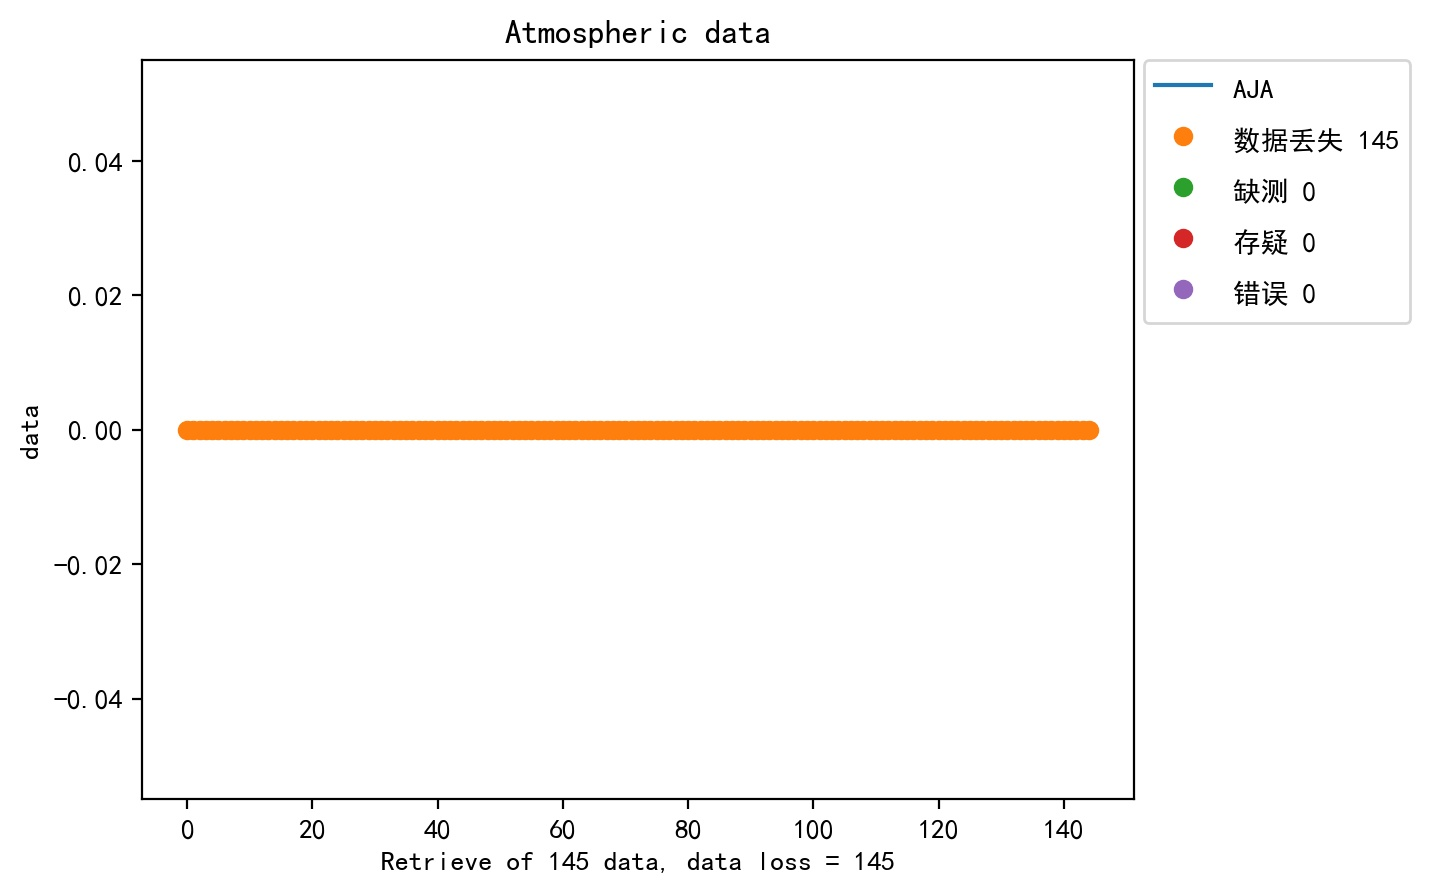 Atmospheric data
AJA
数据丢失 145
缺测 0
存疑 0
错误 0
data
0.04
0.02
0.00
-0.02
-0.04
0 20 40 60 80 100 120 140
Retrieve of 145 data, data loss = 145